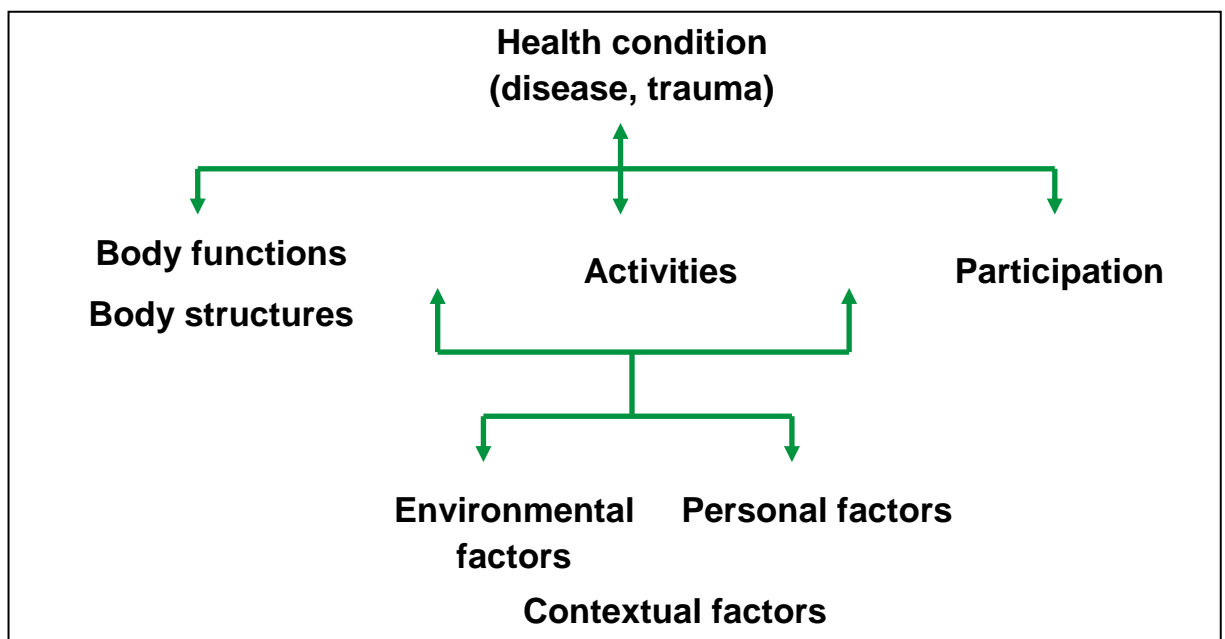 Health condition
(disease, trauma)
Body functions
Body structures
Activities
Participation
Environmental
factors
Personal factors
Contextual factors